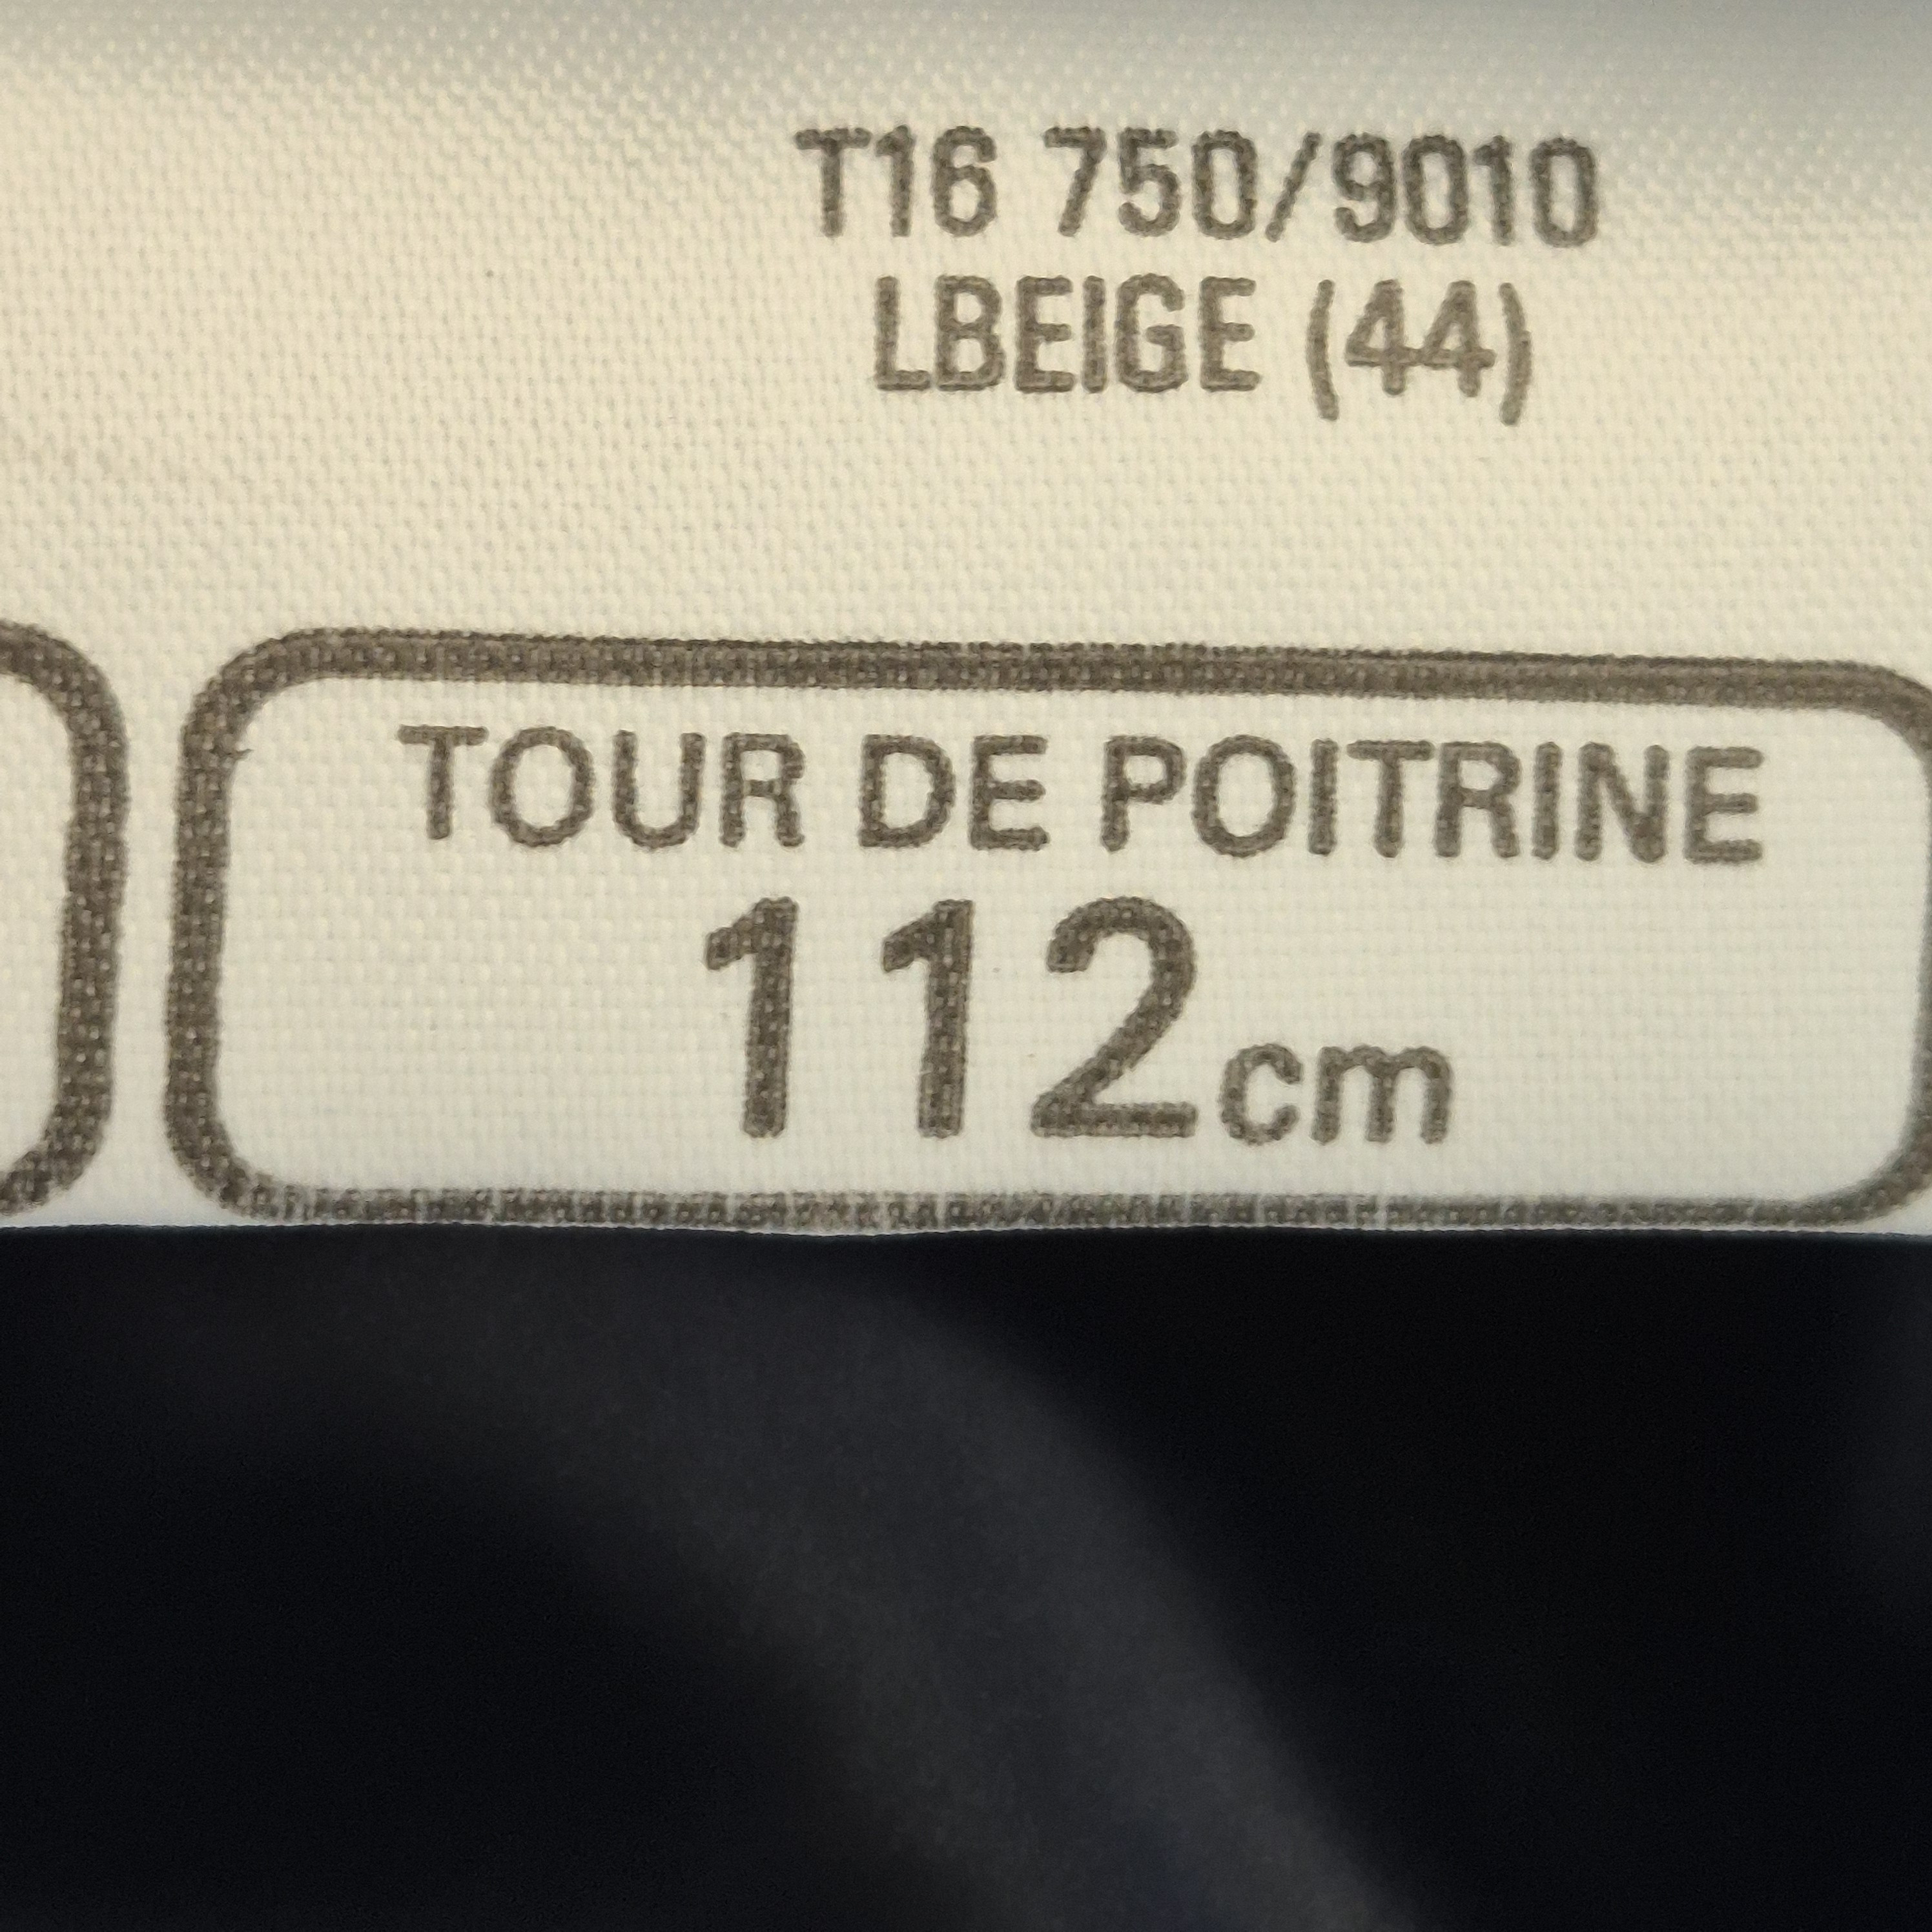 T16 750/9010
LBEIGE (44)
TOUR DE POITRINE
112cm